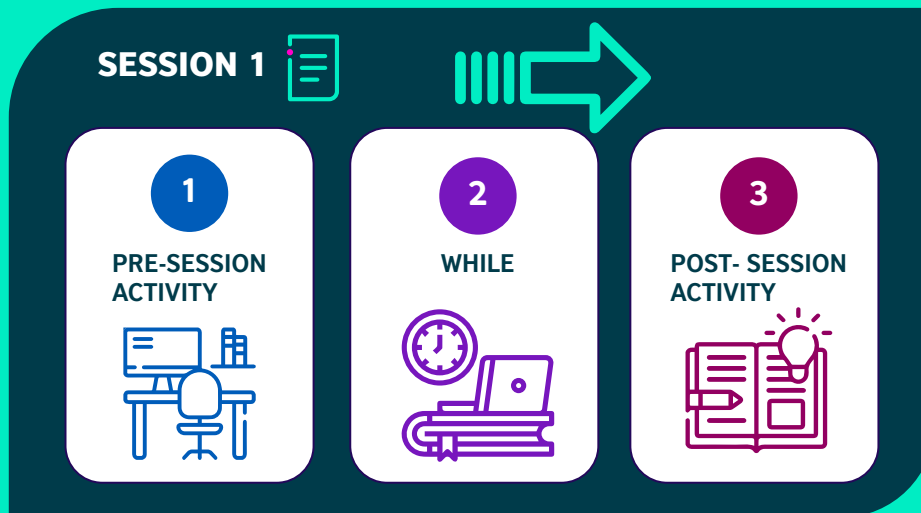 SESSION 1
1
PRE-SESSION
ACTIVITY
2
WHILE
3
POST- SESSION
ACTIVITY